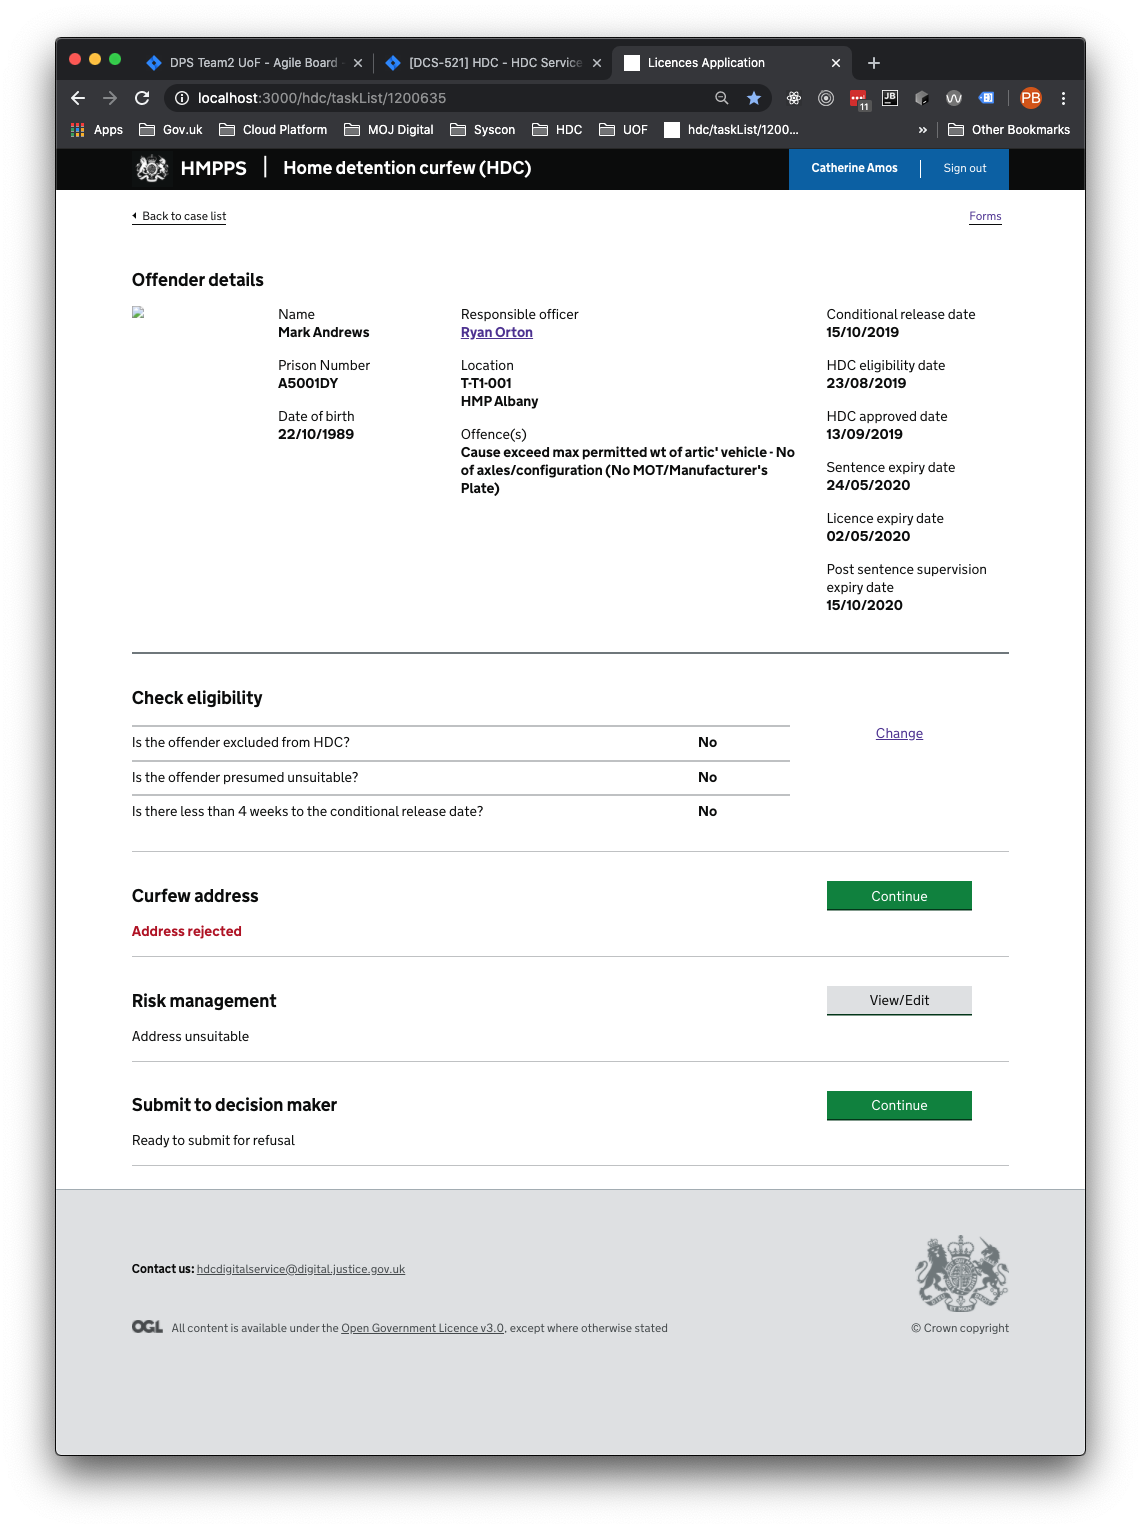 DPS Team2 UoF - Agile Board -
[DCS-521] HDC - HDC Service
Licences Application
localhost:3000/hdc/taskList/1200635
11
JB
PB
Apps
Gov.uk
Cloud Platform
MOJ Digital
Syscon
HDC
UOF
hdc/taskList/1200...
»
Other Bookmarks
HMPPS | Home detention curfew (HDC)
Catherine Amos
Sign out
Back to case list
Forms
Offender details
Name
Mark Andrews
Prison Number
A5001DY
Date of birth
22/10/1989
Responsible officer
Ryan Orton
Location
T-T1-001
HMP Albany
Offence(s)
Cause exceed max permitted wt of artic' vehicle - No
of axles/configuration (No MOT/Manufacturer's
Plate)
Conditional release date
15/10/2019
HDC eligibility date
23/08/2019
HDC approved date
13/09/2019
Sentence expiry date
24/05/2020
Licence expiry date
02/05/2020
Post sentence supervision
expiry date
15/10/2020
Check eligibility
Change
Is the offender excluded from HDC? No
Is the offender presumed unsuitable? No
Is there less than 4 weeks to the conditional release date? No
Curfew address
Continue
Address rejected
Risk management
View/Edit
Address unsuitable
Submit to decision maker
Continue
Ready to submit for refusal
Contact us: hdcdigitalservice@digital.justice.gov.uk
OGL All content is available under the Open Government Licence v3.0, except where otherwise stated
© Crown copyright